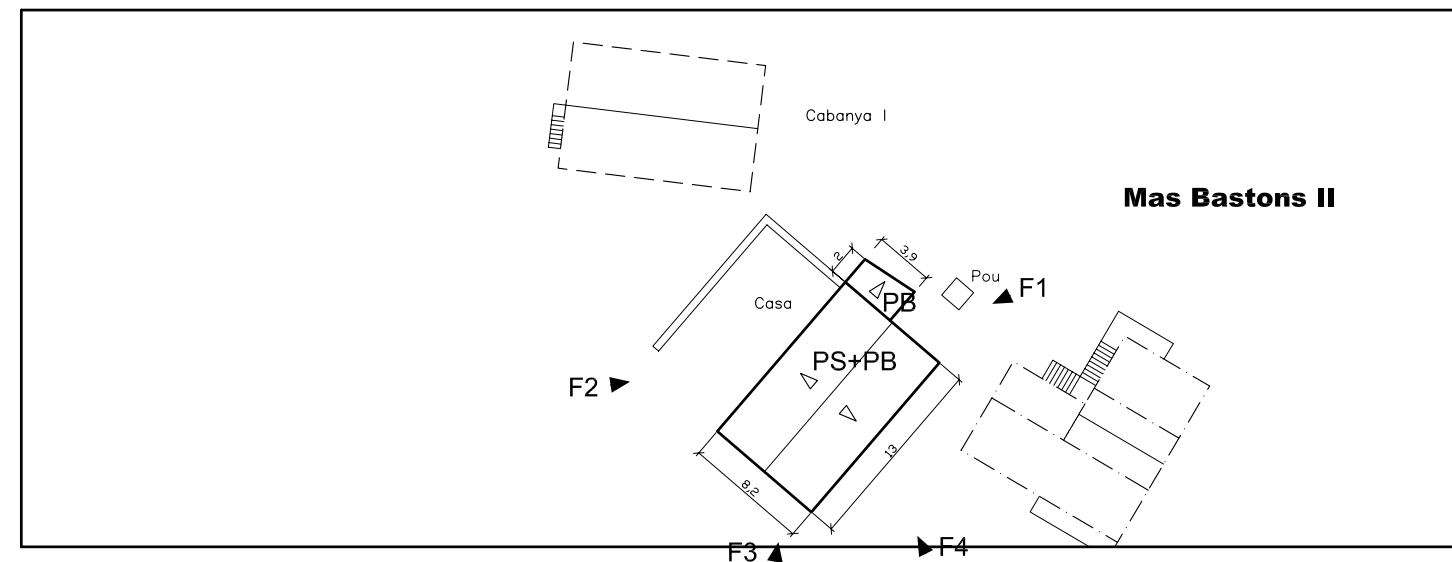 Cabanya I
Mas Bastons II
2
3,9
Pou
F1
PB
Casa
PS+PB
F2
13
8,2
F3
F4